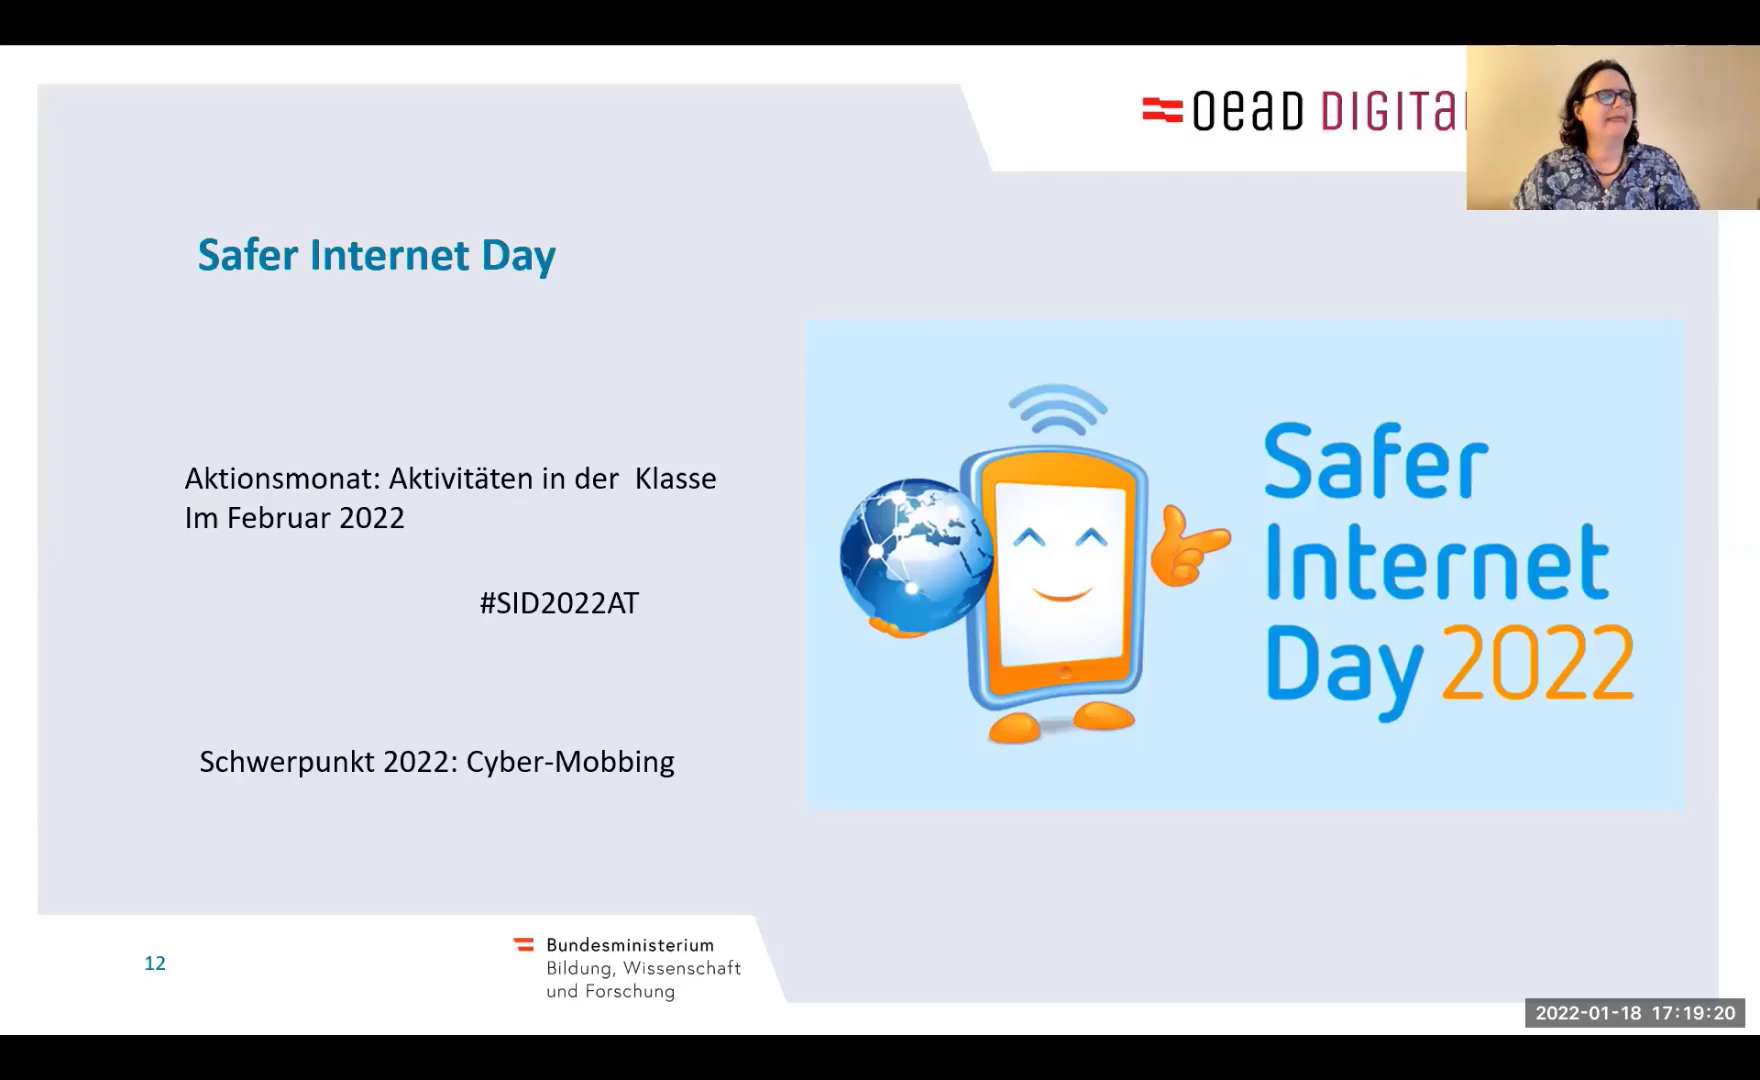 OeAD DIGITA
Safer Internet Day
Aktionsmonat: Aktivitäten in der  Klasse
Im Februar 2022
#SID2022AT
Schwerpunkt 2022: Cyber-Mobbing
Safer
Internet
Day 2022
12
Bundesministerium
Bildung, Wissenschaft
und Forschung
2022-01-18 17:19:20